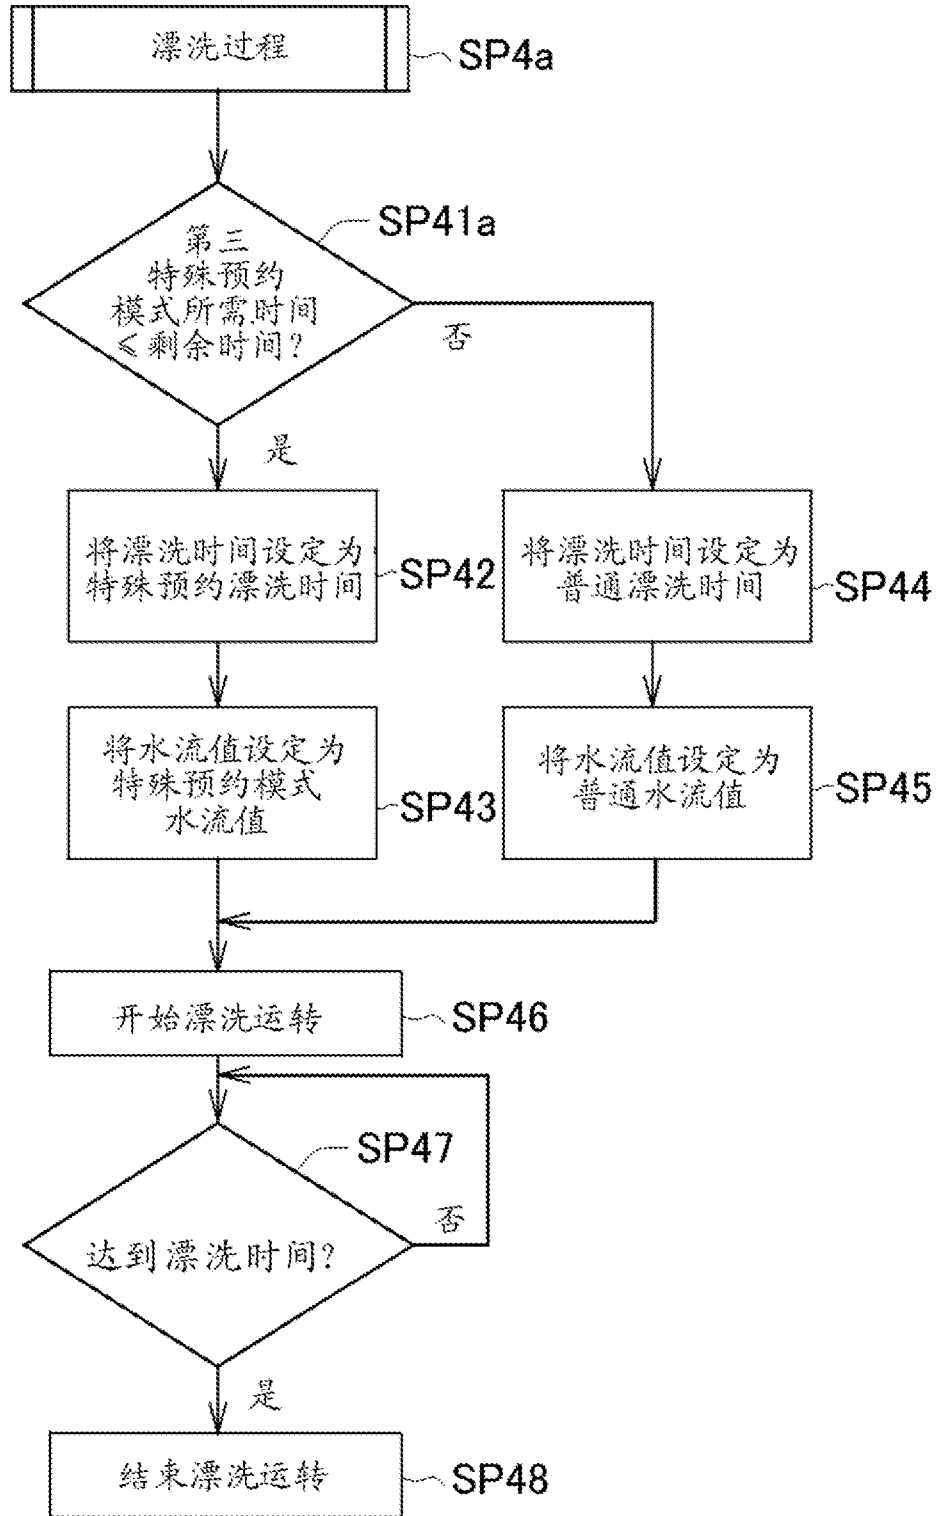 漂洗过程
SP4a
SP41a
第三
特殊预约
模式所需时间
≤剩余时间?
否
是
将漂洗时间设定为
特殊预约漂洗时间
SP42
将漂洗时间设定为
普通漂洗时间
SP44
将水流值设定为
特殊预约模式
水流值
SP43
将水流值设定为
普通水流值
SP45
开始漂洗运转
SP46
SP47
达到漂洗时间?
否
是
结束漂洗运转
SP48